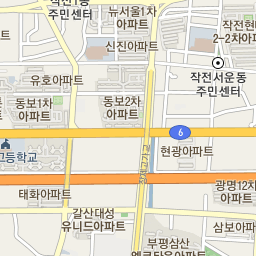 작전1동
주민센터
뉴서울1차
아파트
작전현
2-2차아파트
신진아파트
작전서운동
주민센터
유호아파트
동보1차
아파트
동보2차
아파트
6
고등학교
현광아파트
태화아파트
광명12차
아파트
갈산대성
유니드아파트
삼보아파
부평삼산